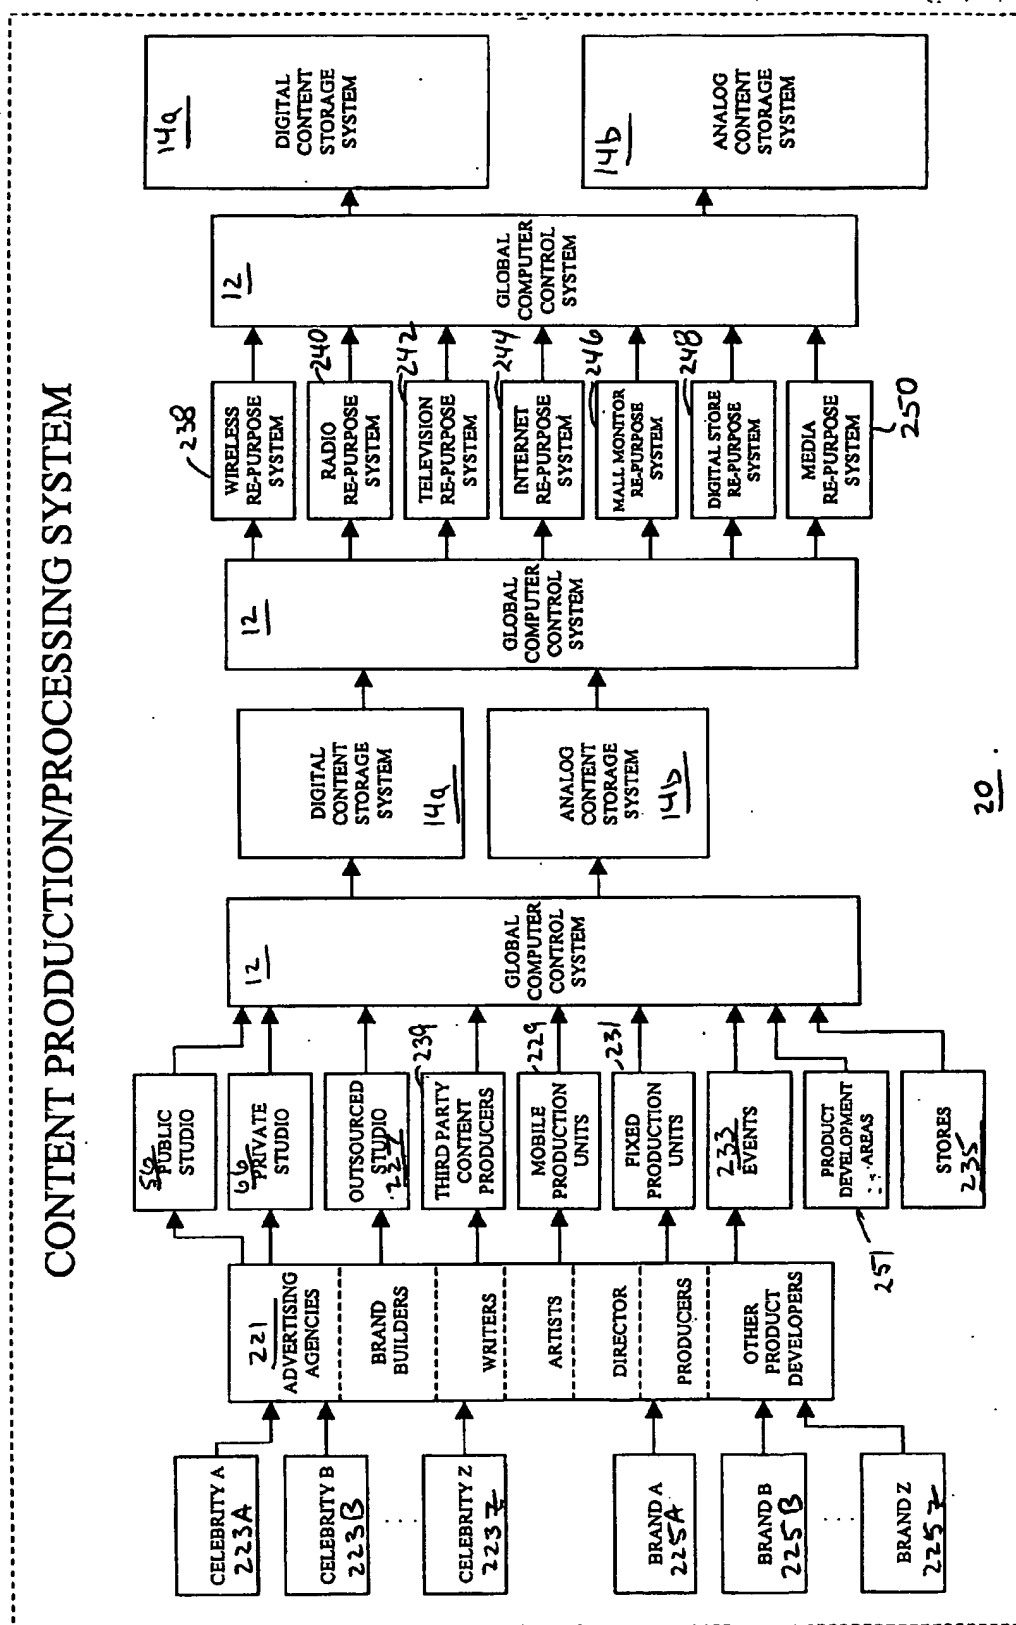 CONTENT PRODUCTION/PROCESSING SYSTEM
CELEBRITY A
223A
CELEBRITY B
223B
CELEBRITY Z
223Z
BRAND A
225A
BRAND B
225B
BRAND Z
225Z
221
ADVERTISING
AGENCIES
BRAND
BUILDERS
WRITERS
ARTISTS
DIRECTOR
PRODUCERS
OTHER
PRODUCT
DEVELOPERS
56
PUBLIC
STUDIO
66
PRIVATE
STUDIO
OUTSOURCED
STUDIO
THIRD PARTY
CONTENT
PRODUCERS
239
MOBILE
PRODUCTION
UNITS
229
FIXED
PRODUCTION
UNITS
231
233
EVENTS
PRODUCT
DEVELOPMENT
AREAS
251
STORES
235
12
GLOBAL
COMPUTER
CONTROL
SYSTEM
DIGITAL
CONTENT
STORAGE
SYSTEM
14a
ANALOG
CONTENT
STORAGE
SYSTEM
14b
12
GLOBAL
COMPUTER
CONTROL
SYSTEM
238
WIRELESS
RE-PURPOSE
SYSTEM
240
RADIO
RE-PURPOSE
SYSTEM
242
TELEVISION
RE-PURPOSE
SYSTEM
244
INTERNET
RE-PURPOSE
SYSTEM
246
MALL MONITOR
RE-PURPOSE
SYSTEM
248
DIGITAL STORE
RE-PURPOSE
SYSTEM
MEDIA
RE-PURPOSE
SYSTEM
250
12
GLOBAL
COMPUTER
CONTROL
SYSTEM
14a
DIGITAL
CONTENT
STORAGE
SYSTEM
14b
ANALOG
CONTENT
STORAGE
SYSTEM
20